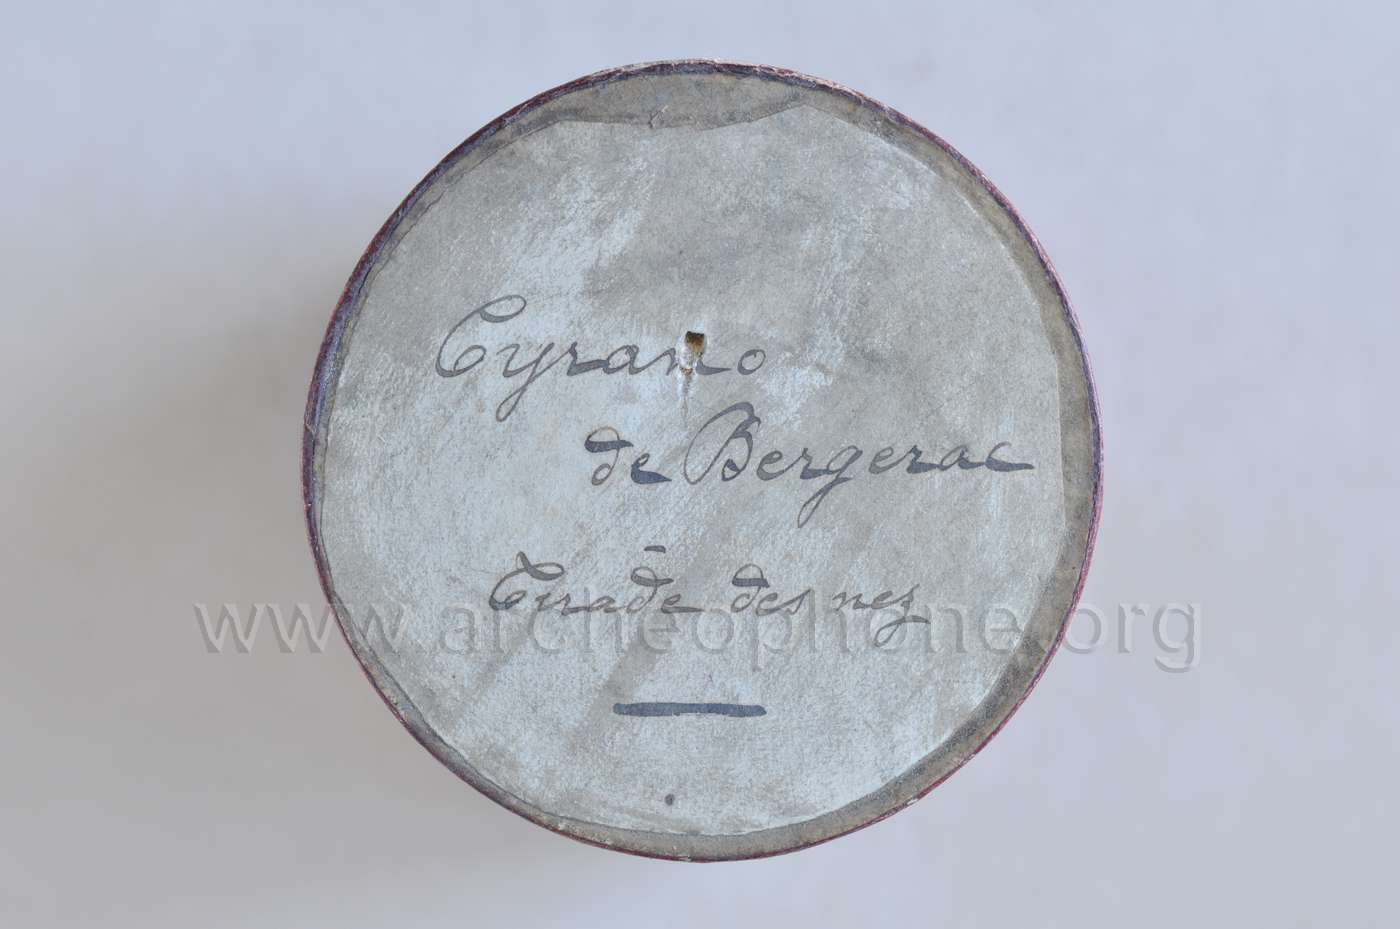 Cyrano
de Bergerac
-
Tirade des nez
www.archeophone.org